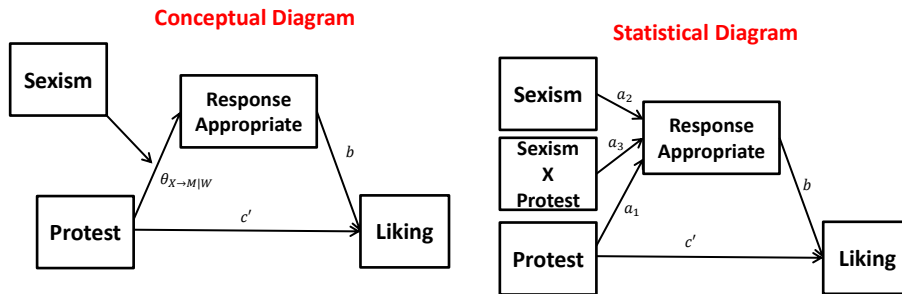 Conceptual Diagram
Sexism
Response
Appropriate
b
θX→M|W
c′
Protest
Liking
Statistical Diagram
Sexism
a2
Response
Appropriate
Sexism
X
Protest
a3
a1
b
c′
Protest
Liking